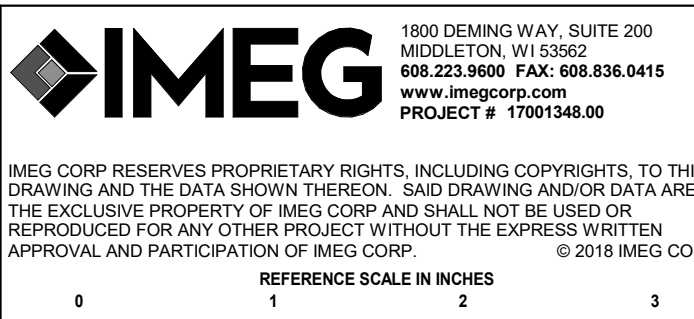 IMEG
1800 DEMING WAY, SUITE 200
MIDDLETON, WI 53562
608.223.9600 FAX: 608.836.0415
www.imegcorp.com
PROJECT # 17001348.00
IMEG CORP RESERVES PROPRIETARY RIGHTS, INCLUDING COPYRIGHTS, TO THI
DRAWING AND THE DATA SHOWN THEREON. SAID DRAWING AND/OR DATA ARE
THE EXCLUSIVE PROPERTY OF IMEG CORP AND SHALL NOT BE USED OR
REPRODUCED FOR ANY OTHER PROJECT WITHOUT THE EXPRESS WRITTEN
APPROVAL AND PARTICIPATION OF IMEG CORP. © 2018 IMEG CO
REFERENCE SCALE IN INCHES
0 1 2 3